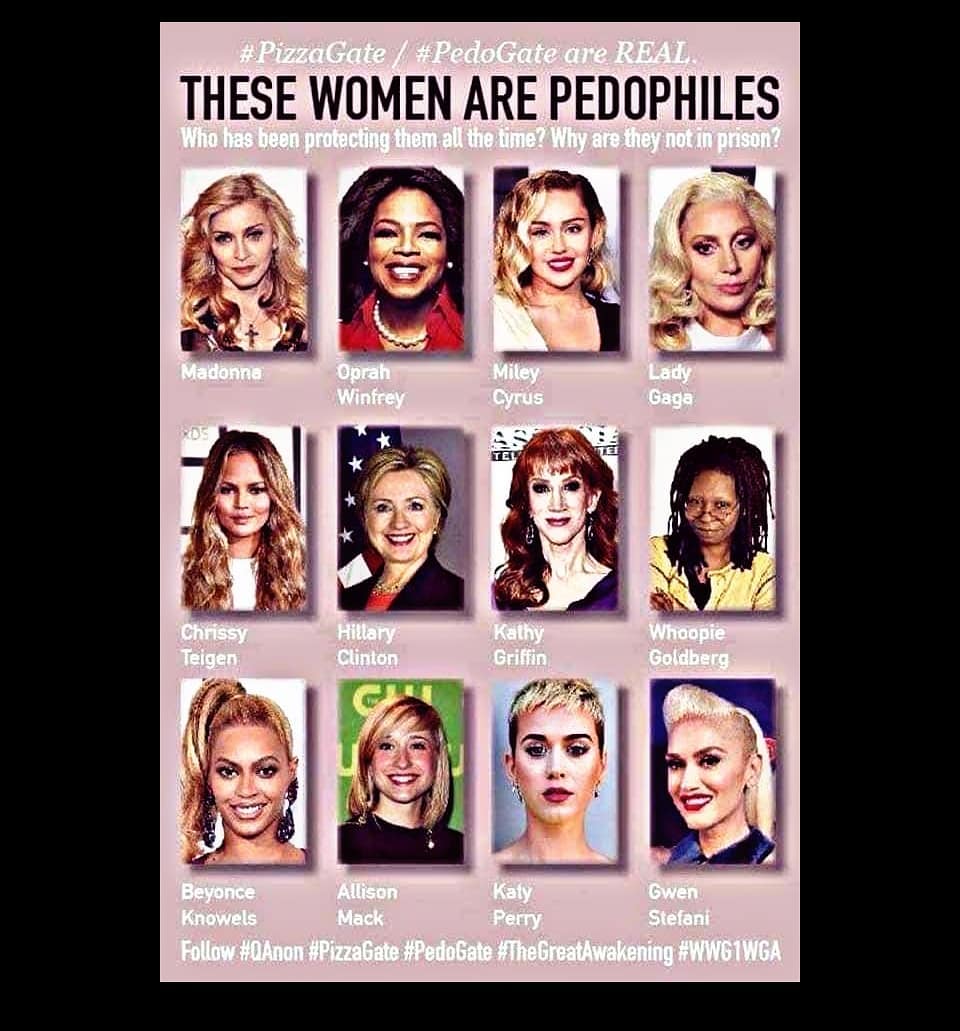 #PizzaGate / #PedoGate are REAL.
THESE WOMEN ARE PEDOPHILES
Who has been protecting them all the time? Why are they not in prison?
Madonna
Oprah
Winfrey
Miley
Cyrus
Lady
Gaga
Chrissy
Teigen
Hillary
Clinton
Kathy
Griffin
Whoopie
Goldberg
Beyonce
Knowels
Allison
Mack
Katy
Perry
Gwen
Stefani
Follow #QAnon #PizzaGate #PedoGate #TheGreatAwakening #WWG1WGA